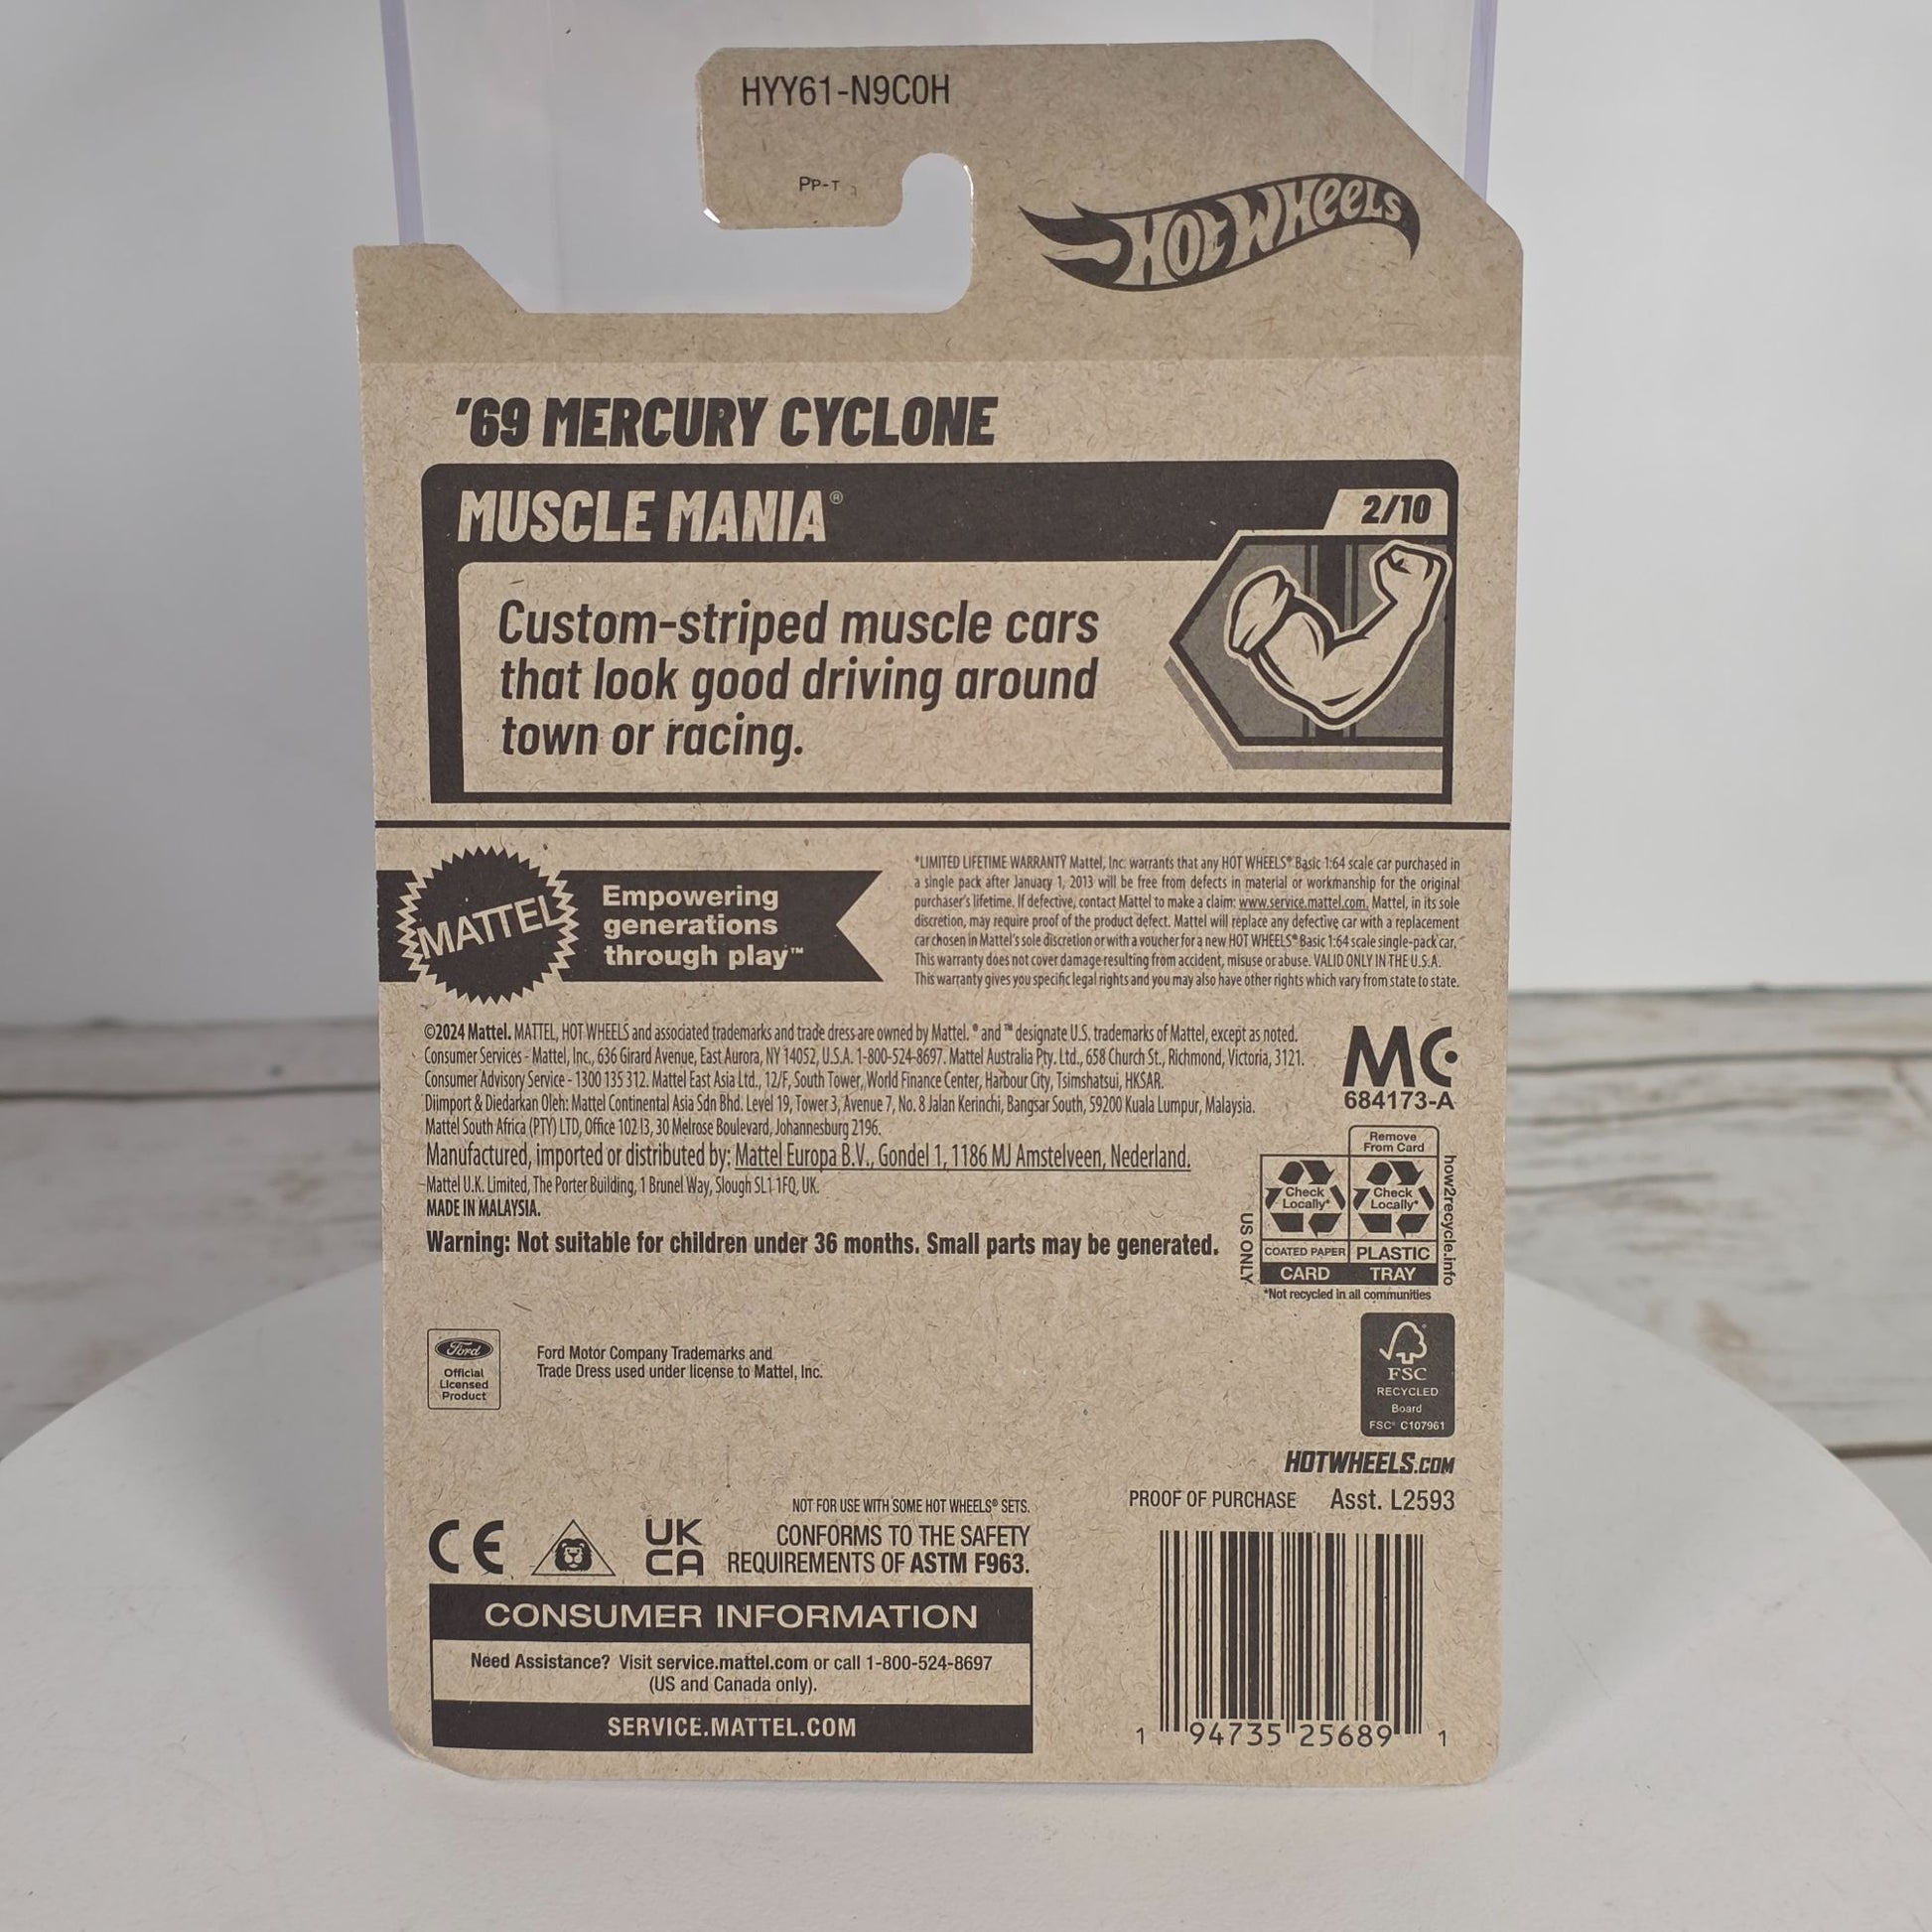 HYY61-N9C0H
PP-T
HOT WHEELS
'69 MERCURY CYCLONE
MUSCLE MANIA®
2/10
Custom-striped muscle cars
that look good driving around
town or racing.
MATTEL
Empowering
generations
through play™
*LIMITED LIFETIME WARRANTY Mattel, Inc. warrants that any HOT WHEELS® Basic 1:64 scale car purchased in
a single pack after January 1, 2013 will be free from defects in material or workmanship for the original
purchaser's lifetime. If defective, contact Mattel to make a claim: www.service.mattel.com. Mattel, in its sole
discretion, may require proof of the product defect. Mattel will replace any defective car with a replacement
car chosen in Mattel's sole discretion or with a voucher for a new HOT WHEELS® Basic 1:64 scale single-pack car.
This warranty does not cover damage resulting from accident, misuse or abuse. VALID ONLY IN THE U.S.A.
This warranty gives you specific legal rights and you may also have other rights which vary from state to state.
©2024 Mattel. MATTEL, HOT WHEELS and associated trademarks and trade dress are owned by Mattel. ® and ™ designate U.S. trademarks of Mattel, except as noted.
Consumer Services - Mattel, Inc., 636 Girard Avenue, East Aurora, NY 14052, U.S.A. 1-800-524-8697. Mattel Australia Pty. Ltd., 658 Church St., Richmond, Victoria, 3121.
Consumer Advisory Service - 1300 135 312. Mattel East Asia Ltd., 12/F, South Tower, World Finance Center, Harbour City, Tsimshatsui, HKSAR.
Diimport & Diedarkan Oleh: Mattel Continental Asia Sdn Bhd. Level 19, Tower 3, Avenue 7, No. 8 Jalan Kerinchi, Bangsar South, 59200 Kuala Lumpur, Malaysia.
Mattel South Africa (PTY) LTD, Office 102 I3, 30 Melrose Boulevard, Johannesburg 2196.
Manufactured, imported or distributed by: Mattel Europa B.V., Gondel 1, 1186 MJ Amstelveen, Nederland.
Mattel U.K. Limited, The Porter Building, 1 Brunel Way, Slough SL1 1FQ, UK.
MADE IN MALAYSIA.
Warning: Not suitable for children under 36 months. Small parts may be generated.
MC
684173-A
Remove
From Card
Check
Locally*
Check
Locally*
COATED PAPER
PLASTIC
CARD
TRAY
US ONLY
how2recycle.info
*Not recycled in all communities
Ford
Official
Licensed
Product
Ford Motor Company Trademarks and
Trade Dress used under license to Mattel, Inc.
FSC
RECYCLED
Board
FSC® C107961
HOTWHEELS.COM
PROOF OF PURCHASE
Asst. L2593
NOT FOR USE WITH SOME HOT WHEELS® SETS.
CE
UK
CA
CONFORMS TO THE SAFETY
REQUIREMENTS OF ASTM F963.
CONSUMER INFORMATION
Need Assistance? Visit service.mattel.com or call 1-800-524-8697
(US and Canada only).
SERVICE.MATTEL.COM
1 94735 25689 1